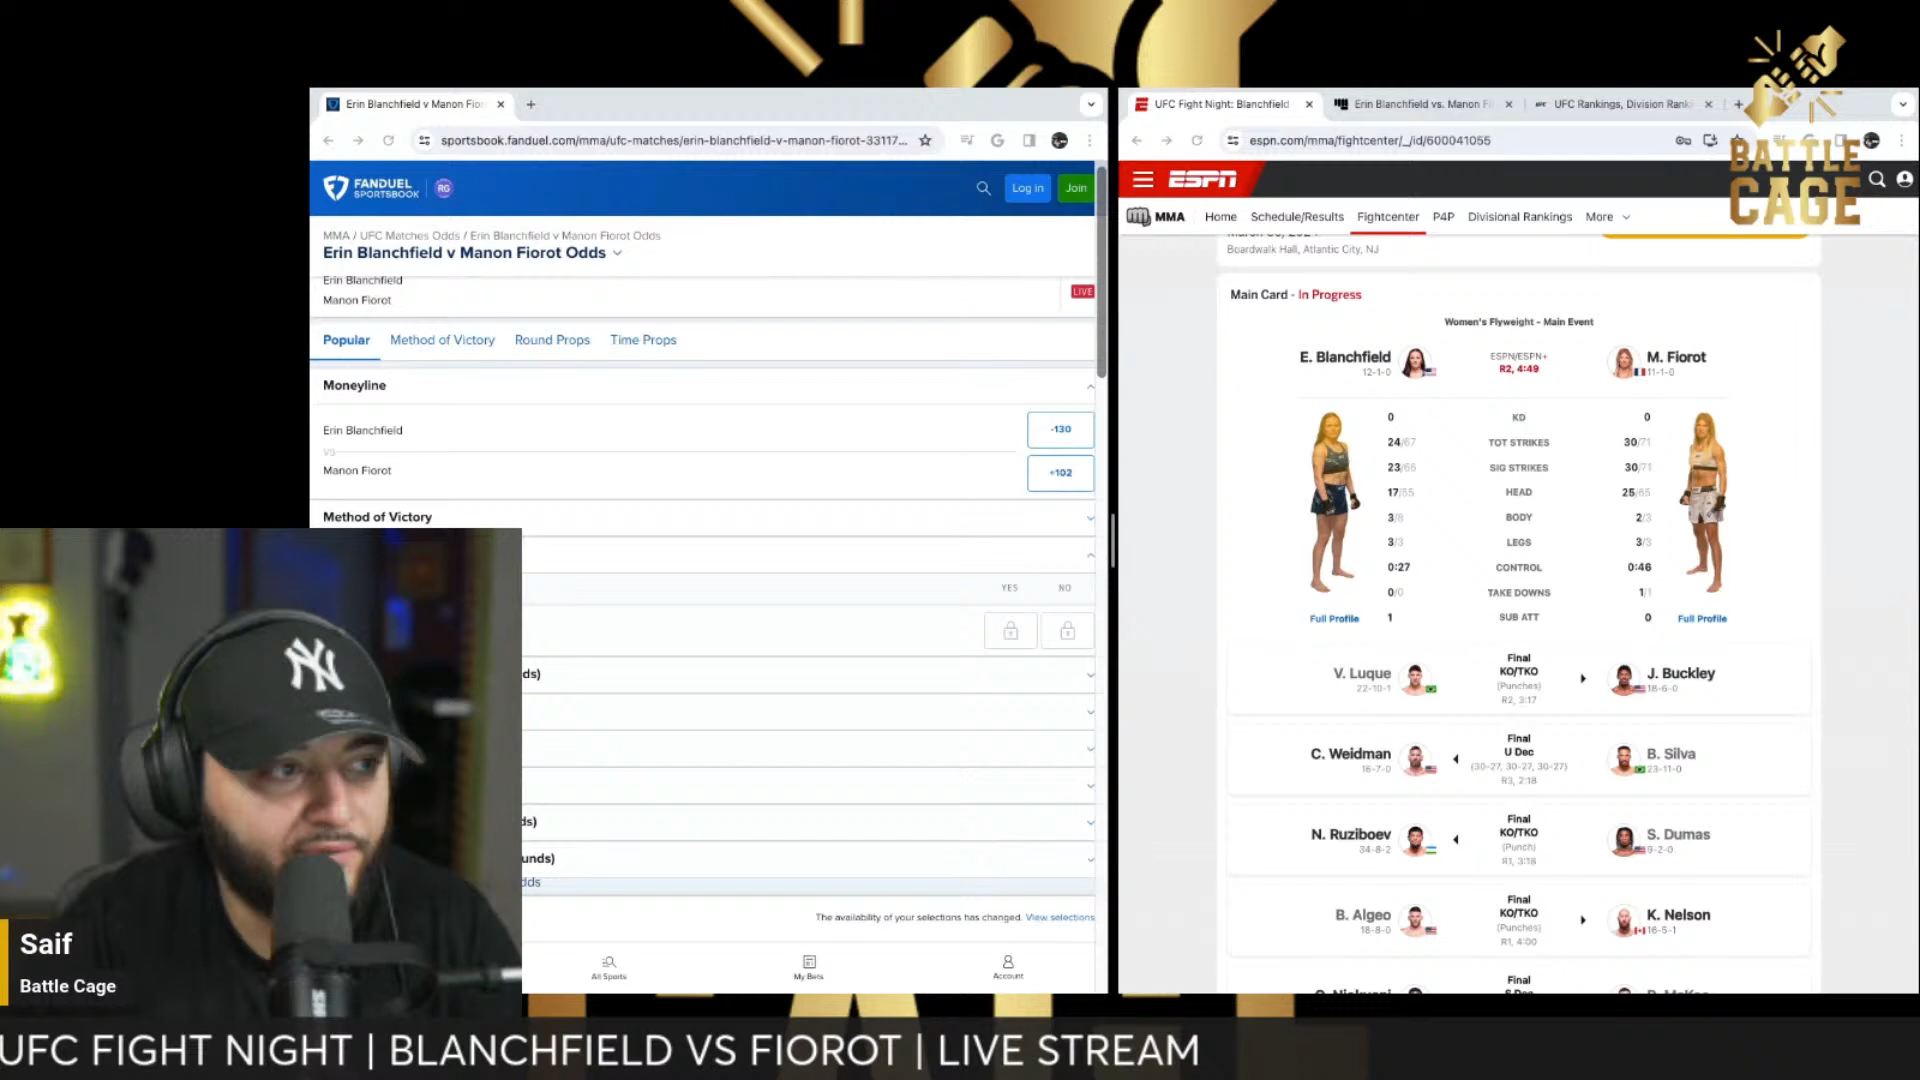 Erin Blanchfield v Manon Fior
sportsbook.fanduel.com/mma/ufc-matches/erin-blanchfield-v-manon-fiorot-33117...
FANDUEL
SPORTSBOOK
RG
Log in
Join
MMA / UFC Matches Odds / Erin Blanchfield v Manon Fiorot Odds
Erin Blanchfield v Manon Fiorot Odds
Erin Blanchfield
Manon Fiorot
LIVE
Popular
Method of Victory
Round Props
Time Props
Moneyline
Erin Blanchfield
-130
VS
Manon Fiorot
+102
Method of Victory
YES
NO
ds)
ds)
unds)
dds
The availability of your selections has changed. View selections
All Sports
My Bets
Account
UFC Fight Night: Blanchfield
Erin Blanchfield vs. Manon Fi
UFC Rankings, Division Ranki
espn.com/mma/fightcenter/_/id/600041055
BATTLE
CAGE
ESPN
MMA
Home
Schedule/Results
Fightcenter
P4P
Divisional Rankings
More
Boardwalk Hall, Atlantic City, NJ
Main Card - In Progress
Women's Flyweight - Main Event
E. Blanchfield
12-1-0
ESPN/ESPN+
R2, 4:49
M. Fiorot
11-1-0
0 KD 0
24/67 TOT STRIKES 30/71
23/66 SIG STRIKES 30/71
17/55 HEAD 25/65
3/8 BODY 2/3
3/3 LEGS 3/3
0:27 CONTROL 0:46
0/0 TAKE DOWNS 1/1
Full Profile 1 SUB ATT 0 Full Profile
V. Luque
22-10-1
Final
KO/TKO
(Punches)
R2, 3:17
J. Buckley
18-6-0
C. Weidman
16-7-0
Final
U Dec
(30-27, 30-27, 30-27)
R3, 2:18
B. Silva
23-11-0
N. Ruziboev
34-8-2
Final
KO/TKO
(Punch)
R1, 3:18
S. Dumas
9-2-0
B. Algeo
18-8-0
Final
KO/TKO
(Punches)
R1, 4:00
K. Nelson
16-5-1
Final
NY
Saif
Battle Cage
UFC FIGHT NIGHT | BLANCHFIELD VS FIOROT | LIVE STREAM